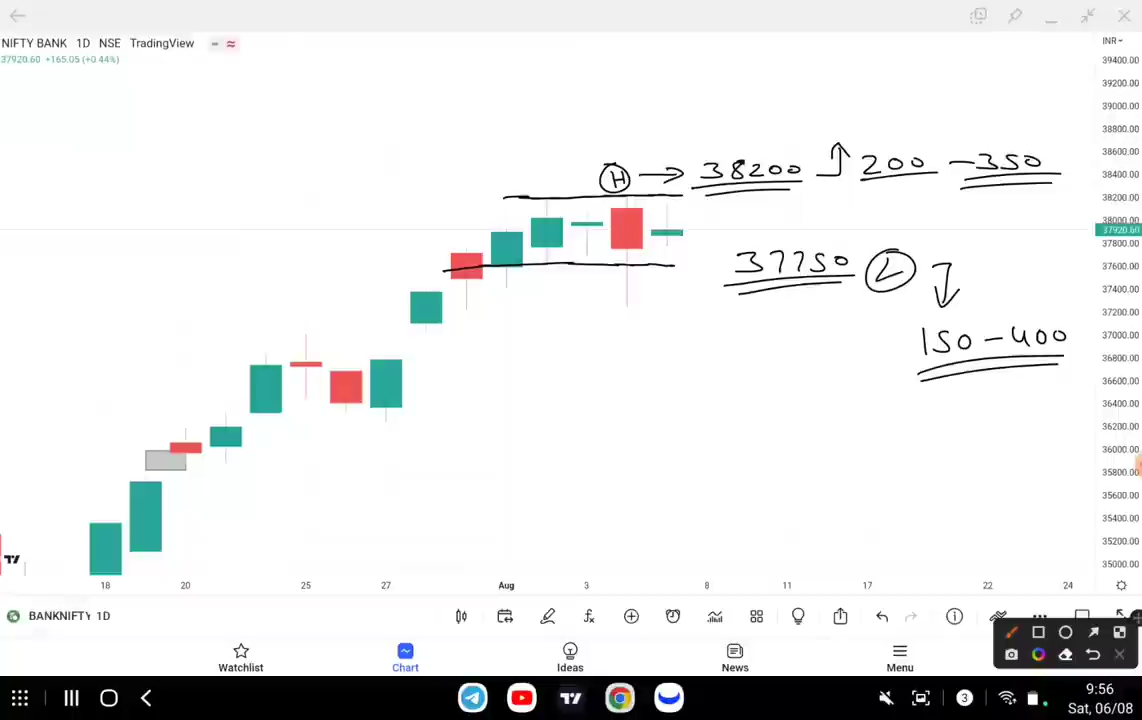 NIFTY BANK 1D NSE TradingView
37920.60 +165.05 (+0.44%)
INR
39400.00
39200.00
39000.00
38800.00
38600.00
38400.00
38200.00
38000.00
37920.60
37800.00
37600.00
37400.00
37200.00
37000.00
36800.00
36600.00
36400.00
36200.00
36000.00
35800.00
35600.00
35400.00
35200.00
35000.00
H → 38200 200 - 350
37750 L
150 - 400
18 20 25 27 Aug 3 8 11 17 22 24
BANKNIFTY 1D
Watchlist Chart Ideas News Menu
3 9:56
Sat, 06/08